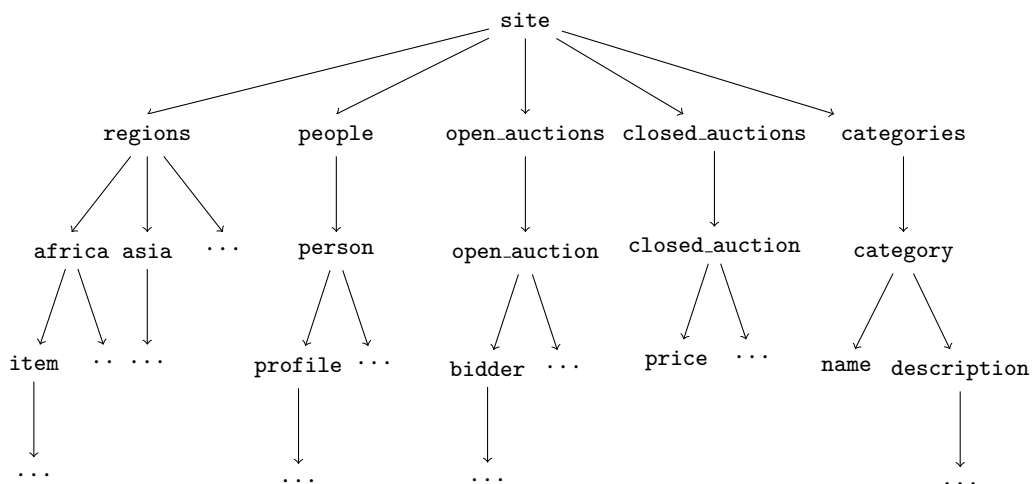 site
regions people open_auctions closed_auctions categories
africa asia ... person open_auction closed_auction category
item .. ... profile ... bidder ... price ... name description
... ... ... ...